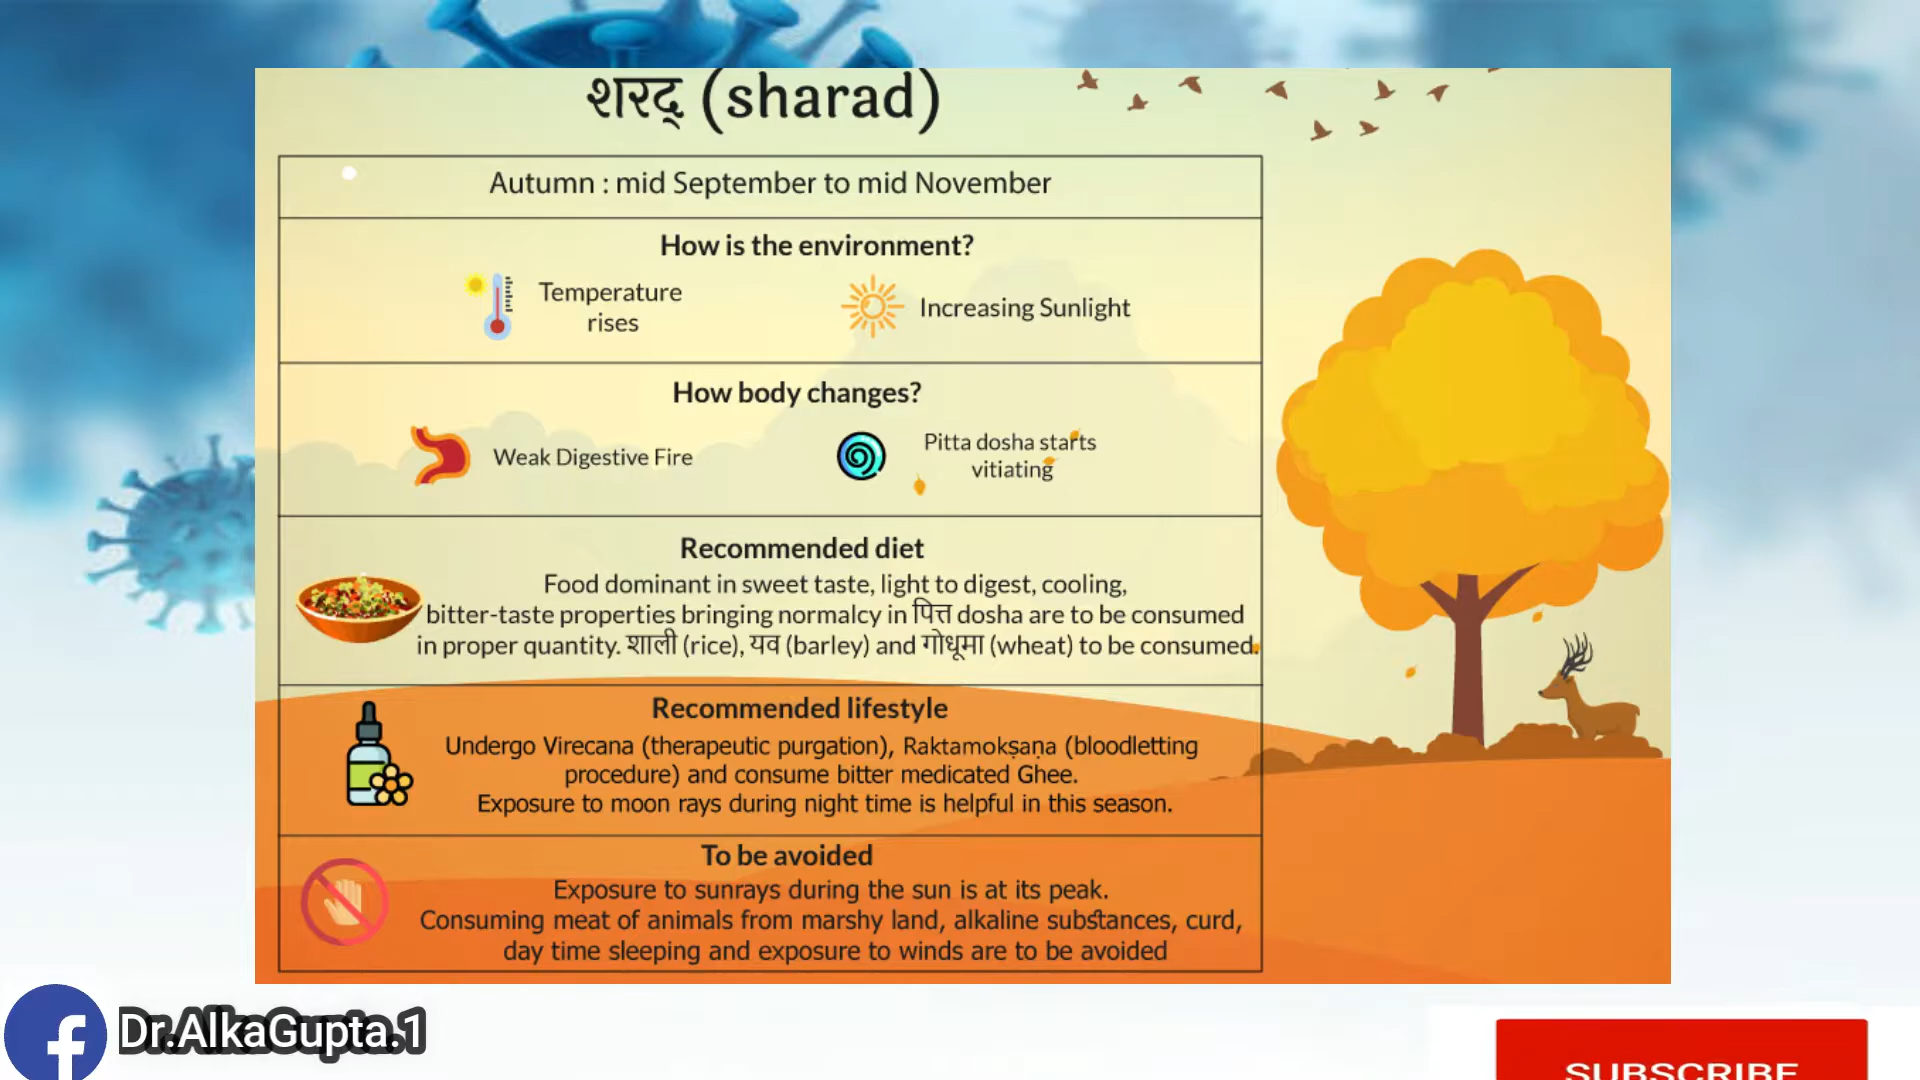 शरद् (sharad)
Autumn : mid September to mid November
How is the environment?
Temperature
rises
Increasing Sunlight
How body changes?
Weak Digestive Fire
Pitta dosha starts
vitiating
Recommended diet
Food dominant in sweet taste, light to digest, cooling,
bitter-taste properties bringing normalcy in पित्त dosha are to be consumed
in proper quantity. शाली (rice), यव (barley) and गोधूमा (wheat) to be consumed.
Recommended lifestyle
Undergo Virecana (therapeutic purgation), Raktamokṣaṇa (bloodletting
procedure) and consume bitter medicated Ghee.
Exposure to moon rays during night time is helpful in this season.
To be avoided
Exposure to sunrays during the sun is at its peak.
Consuming meat of animals from marshy land, alkaline substances, curd,
day time sleeping and exposure to winds are to be avoided
Dr.AlkaGupta.1
SUBSCRIBE